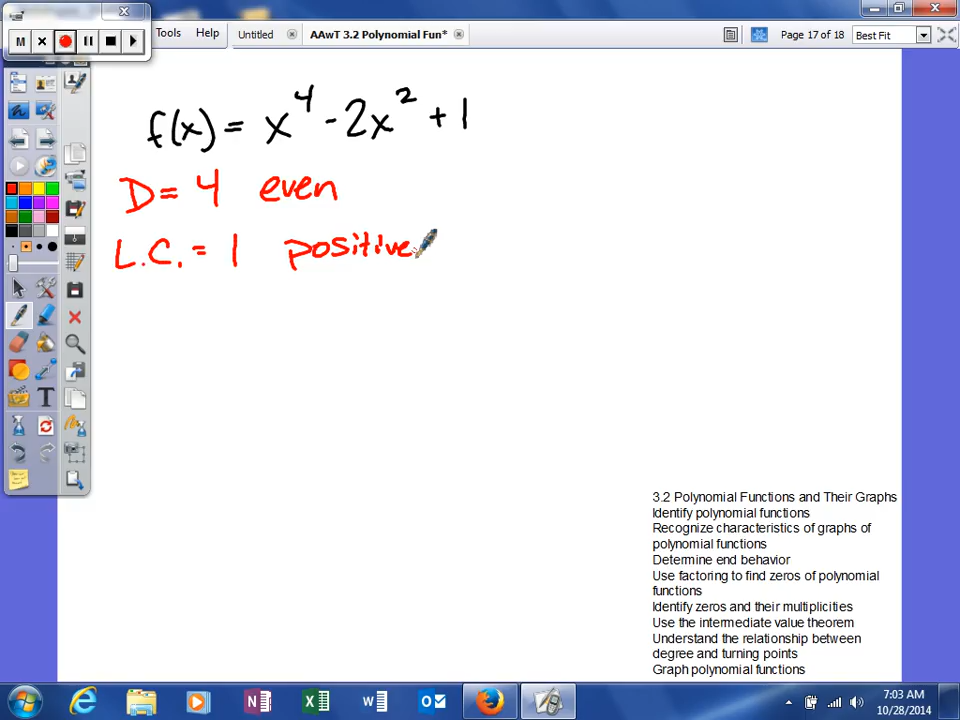 Tools Help Untitled AAwT 3.2 Polynomial Fun* Page 17 of 18 Best Fit
f(x) = x^4 - 2x^2 + 1
D = 4 even
L.C. = 1 positive
3.2 Polynomial Functions and Their Graphs
Identify polynomial functions
Recognize characteristics of graphs of
polynomial functions
Determine end behavior
Use factoring to find zeros of polynomial
functions
Identify zeros and their multiplicities
Use the intermediate value theorem
Understand the relationship between
degree and turning points
Graph polynomial functions
7:03 AM
10/28/2014